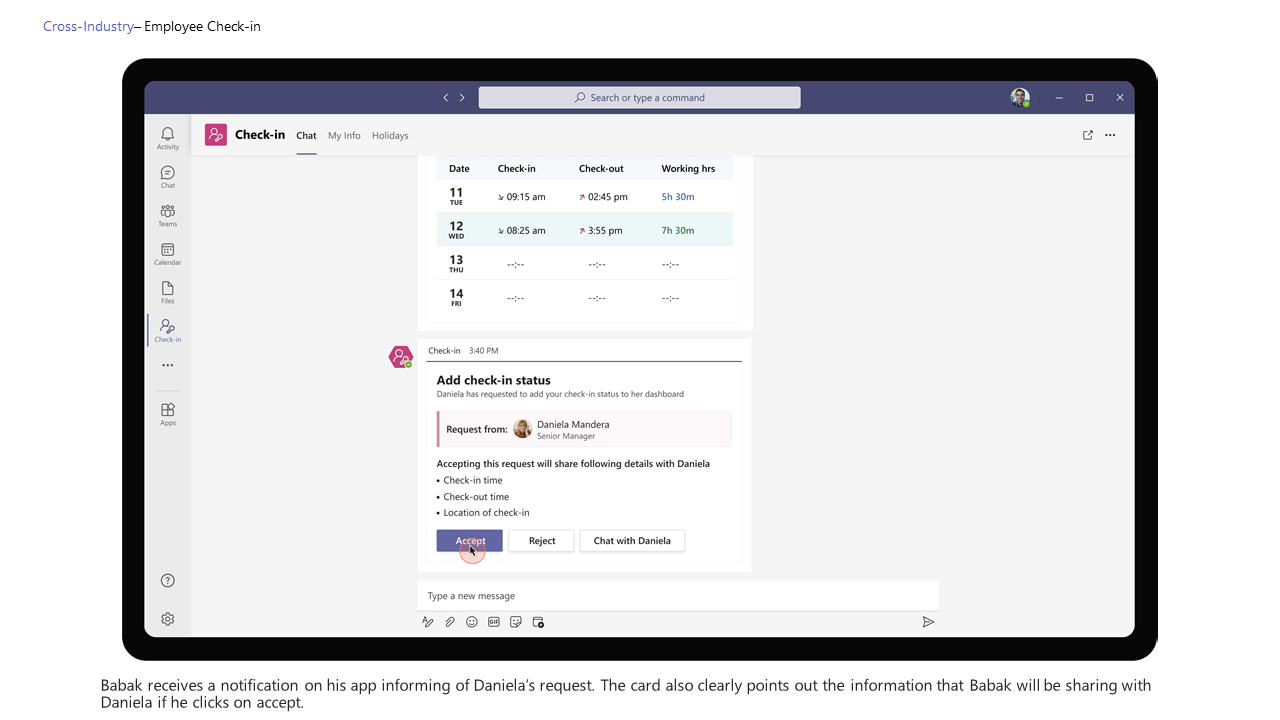 Cross-Industry– Employee Check-in
Search or type a command
Activity
Chat
Teams
Calendar
Files
Check-in
Apps
Check-in Chat My Info Holidays
Date Check-in Check-out Working hrs
11 09:15 am 02:45 pm 5h 30m
TUE
12 08:25 am 3:55 pm 7h 30m
WED
13 --:-- --:-- --:--
THU
14 --:-- --:-- --:--
FRI
Check-in 3:40 PM
Add check-in status
Daniela has requested to add your check-in status to her dashboard
Request from: Daniela Mandera
Senior Manager
Accepting this request will share following details with Daniela
• Check-in time
• Check-out time
• Location of check-in
Accept Reject Chat with Daniela
Type a new message
GIF
Babak receives a notification on his app informing of Daniela’s request. The card also clearly points out the information that Babak will be sharing with
Daniela if he clicks on accept.